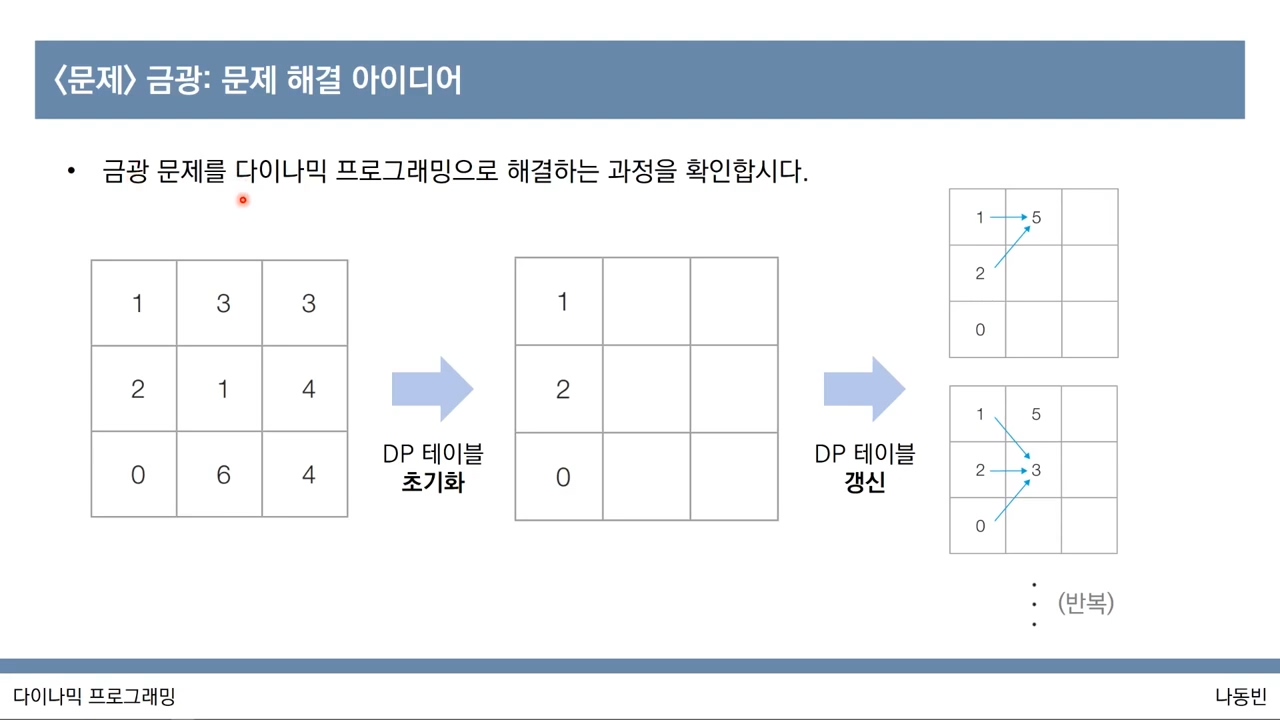 〈문제〉 금광: 문제 해결 아이디어
• 금광 문제를 다이나믹 프로그래밍으로 해결하는 과정을 확인합시다.
1 3 3
2 1 4
0 6 4
DP 테이블
초기화
1
2
0
DP 테이블
갱신
1 5
2
0
1 5
2 3
0
(반복)
다이나믹 프로그래밍
나동빈